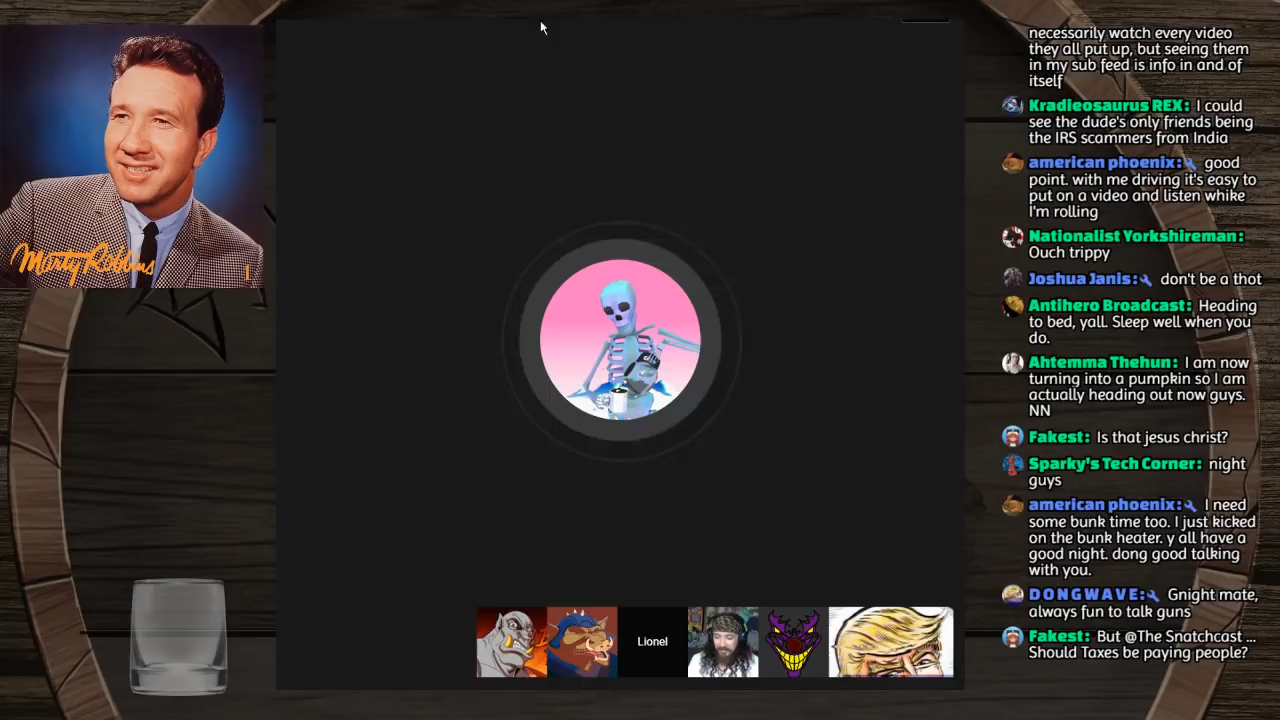 Marty Robbins
necessarily watch every video
they all put up, but seeing them
in my sub feed is info in and of
itself
Kradieosaurus REX: I could
see the dude's only friends being
the IRS scammers from India
american phoenix: good
point. with me driving it's easy to
put on a video and listen whike
I'm rolling
Nationalist Yorkshireman:
Ouch trippy
Joshua Janis: don't be a thot
Antihero Broadcast: Heading
to bed, yall. Sleep well when you
do.
Ahtemma Thehun: I am now
turning into a pumpkin so I am
actually heading out now guys.
NN
Fakest: Is that jesus christ?
Sparky's Tech Corner: night
guys
american phoenix: I need
some bunk time too. I just kicked
on the bunk heater. y all have a
good night. dong good talking
with you.
DONGWAVE: Gnight mate,
always fun to talk guns
Fakest: But @The Snatchcast ...
Should Taxes be paying people?
Lionel